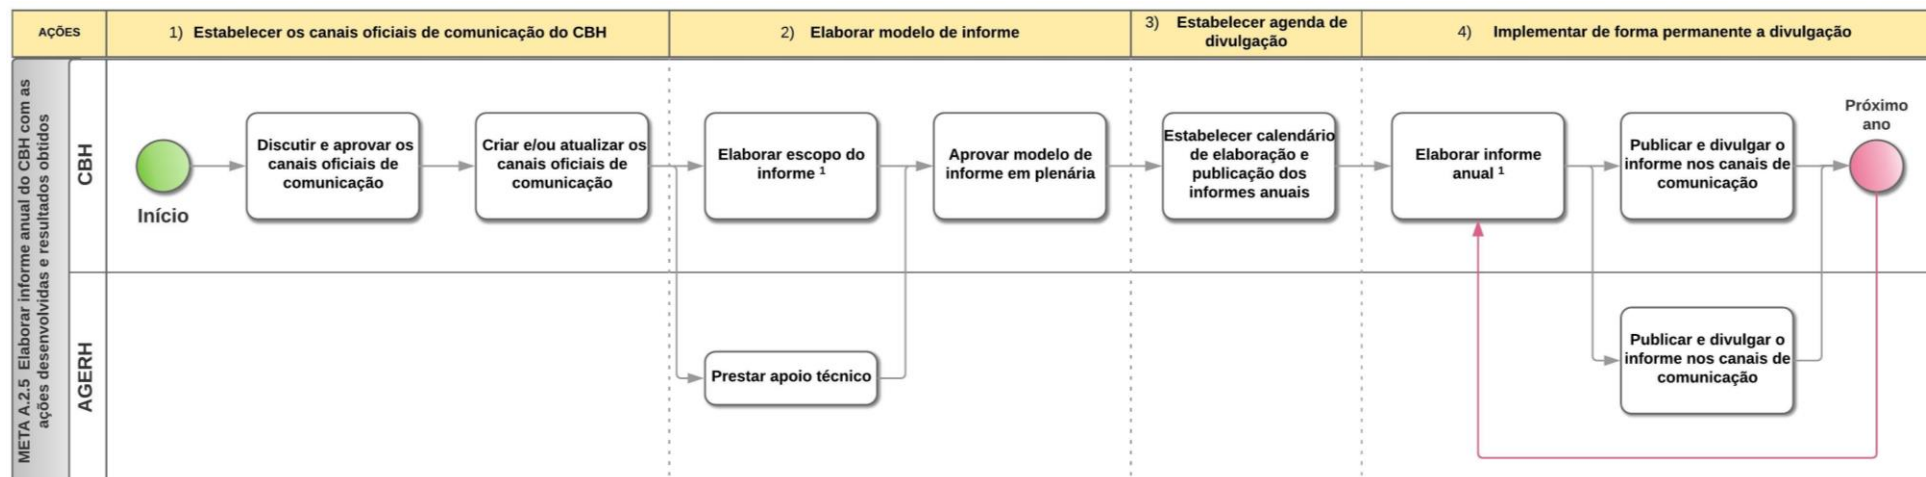 AÇÕES
1) Estabelecer os canais oficiais de comunicação do CBH
2) Elaborar modelo de informe
3) Estabelecer agenda de
divulgação
4) Implementar de forma permanente a divulgação
META A.2.5 Elaborar informe anual do CBH com as
ações desenvolvidas e resultados obtidos
CBH
Início
Discutir e aprovar os
canais oficiais de
comunicação
Criar e/ou atualizar os
canais oficiais de
comunicação
Elaborar escopo do
informe ¹
Aprovar modelo de
informe em plenária
Estabelecer calendário
de elaboração e
publicação dos
informes anuais
Elaborar informe
anual ¹
Publicar e divulgar o
informe nos canais de
comunicação
Próximo
ano
AGERH
Prestar apoio técnico
Publicar e divulgar o
informe nos canais de
comunicação